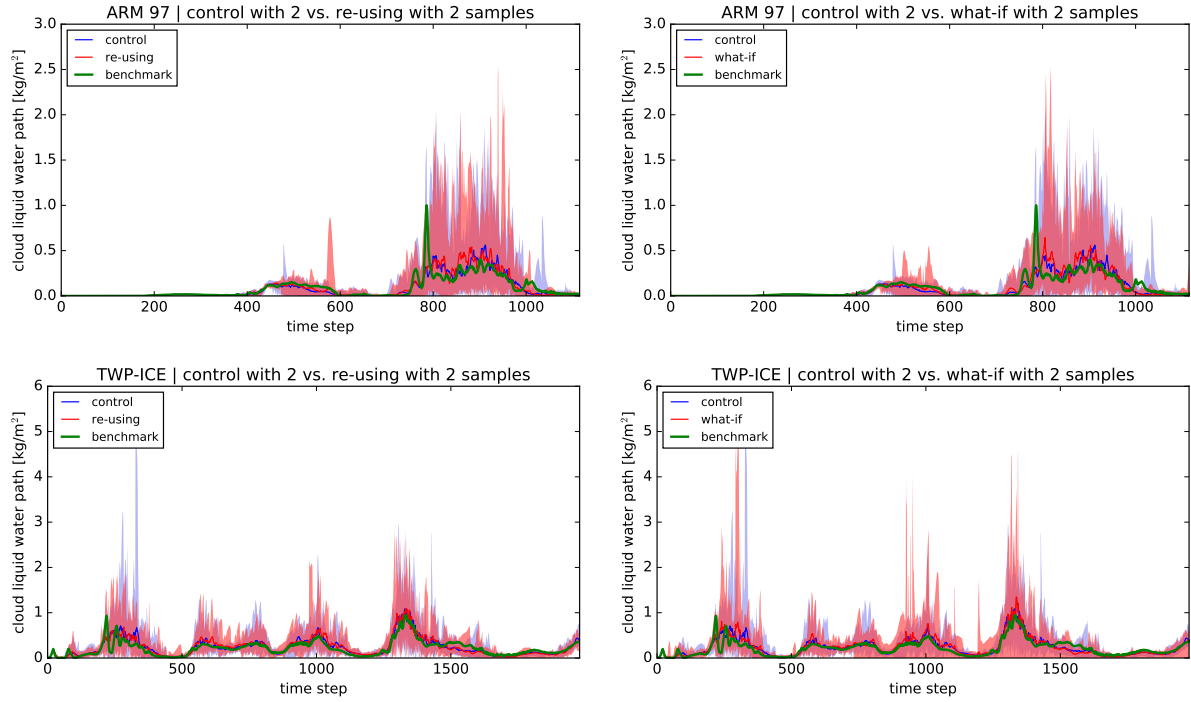 ARM 97 | control with 2 vs. re-using with 2 samples
cloud liquid water path [kg/m²]
3.0
2.5
2.0
1.5
1.0
0.5
0.0
control
re-using
benchmark
0 200 400 600 800 1000
time step
ARM 97 | control with 2 vs. what-if with 2 samples
cloud liquid water path [kg/m²]
3.0
2.5
2.0
1.5
1.0
0.5
0.0
control
what-if
benchmark
0 200 400 600 800 1000
time step
TWP-ICE | control with 2 vs. re-using with 2 samples
cloud liquid water path [kg/m²]
6
5
4
3
2
1
0
control
re-using
benchmark
0 500 1000 1500
time step
TWP-ICE | control with 2 vs. what-if with 2 samples
cloud liquid water path [kg/m²]
6
5
4
3
2
1
0
control
what-if
benchmark
0 500 1000 1500
time step